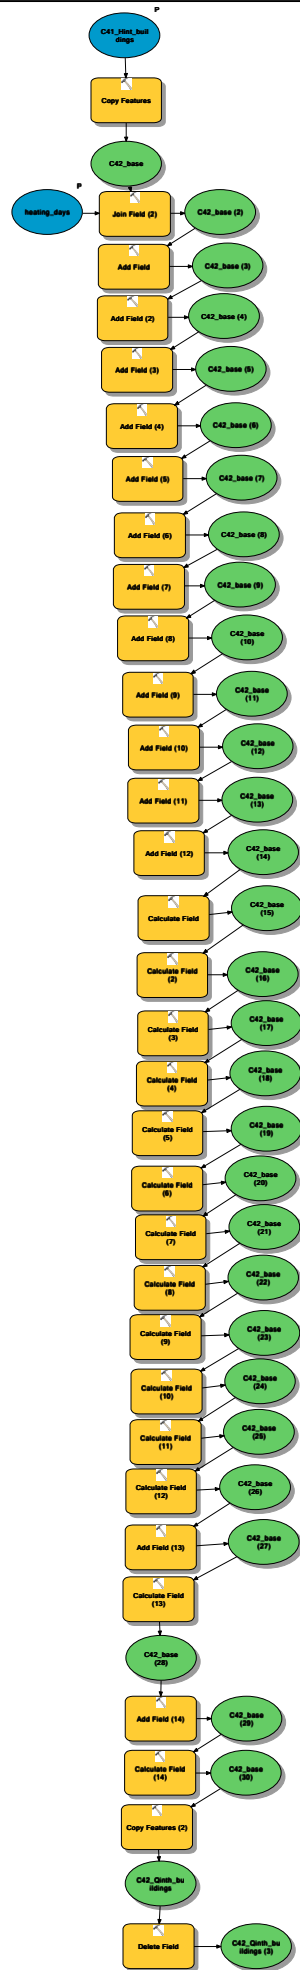 P
C41_Hint_buil
dings
Copy Features
C42_base
P
heating_days
Join Field (2)
C42_base (2)
Add Field
C42_base (3)
Add Field (2)
C42_base (4)
Add Field (3)
C42_base (5)
Add Field (4)
C42_base (6)
Add Field (5)
C42_base (7)
Add Field (6)
C42_base (8)
Add Field (7)
C42_base (9)
Add Field (8)
C42_base
(10)
Add Field (9)
C42_base
(11)
Add Field (10)
C42_base
(12)
Add Field (11)
C42_base
(13)
Add Field (12)
C42_base
(14)
Calculate Field
C42_base
(15)
Calculate Field
(2)
C42_base
(16)
Calculate Field
(3)
C42_base
(17)
Calculate Field
(4)
C42_base
(18)
Calculate Field
(5)
C42_base
(19)
Calculate Field
(6)
C42_base
(20)
Calculate Field
(7)
C42_base
(21)
Calculate Field
(8)
C42_base
(22)
Calculate Field
(9)
C42_base
(23)
Calculate Field
(10)
C42_base
(24)
Calculate Field
(11)
C42_base
(25)
Calculate Field
(12)
C42_base
(26)
Add Field (13)
C42_base
(27)
Calculate Field
(13)
C42_base
(28)
Add Field (14)
C42_base
(29)
Calculate Field
(14)
C42_base
(30)
Copy Features (2)
C42_Qinth_bu
ildings
Delete Field
C42_Qinth_bu
ildings (3)